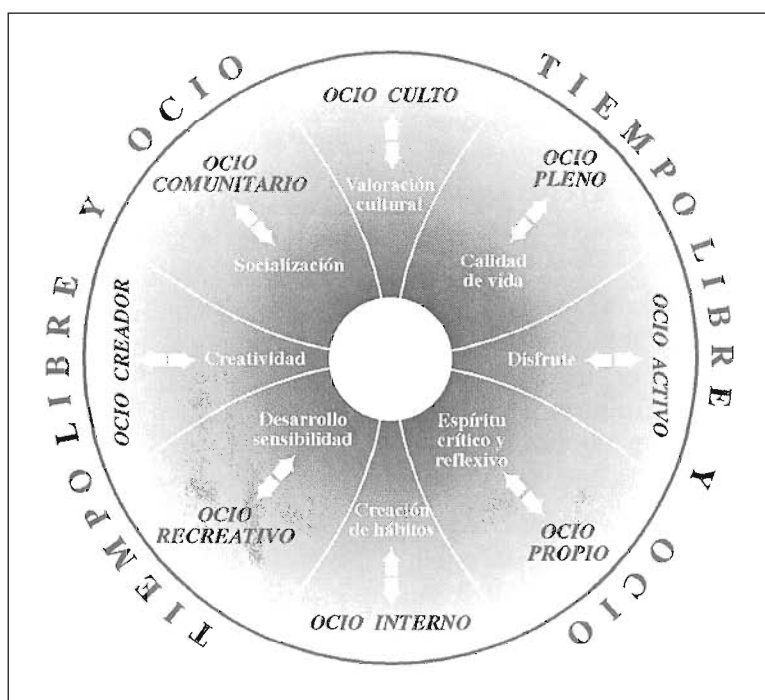 TIEMPO LIBRE Y OCIO
TIEMPO LIBRE Y OCIO
OCIO CULTO
Valoración
cultural
OCIO
PLENO
Calidad
de vida
OCIO ACTIVO
Disfrute
OCIO
PROPIO
Espíritu
crítico y
reflexivo
OCIO INTERNO
Creación
de hábitos
OCIO
RECREATIVO
Desarrollo
sensibilidad
OCIO CREADOR
Creatividad
OCIO
COMUNITARIO
Socialización